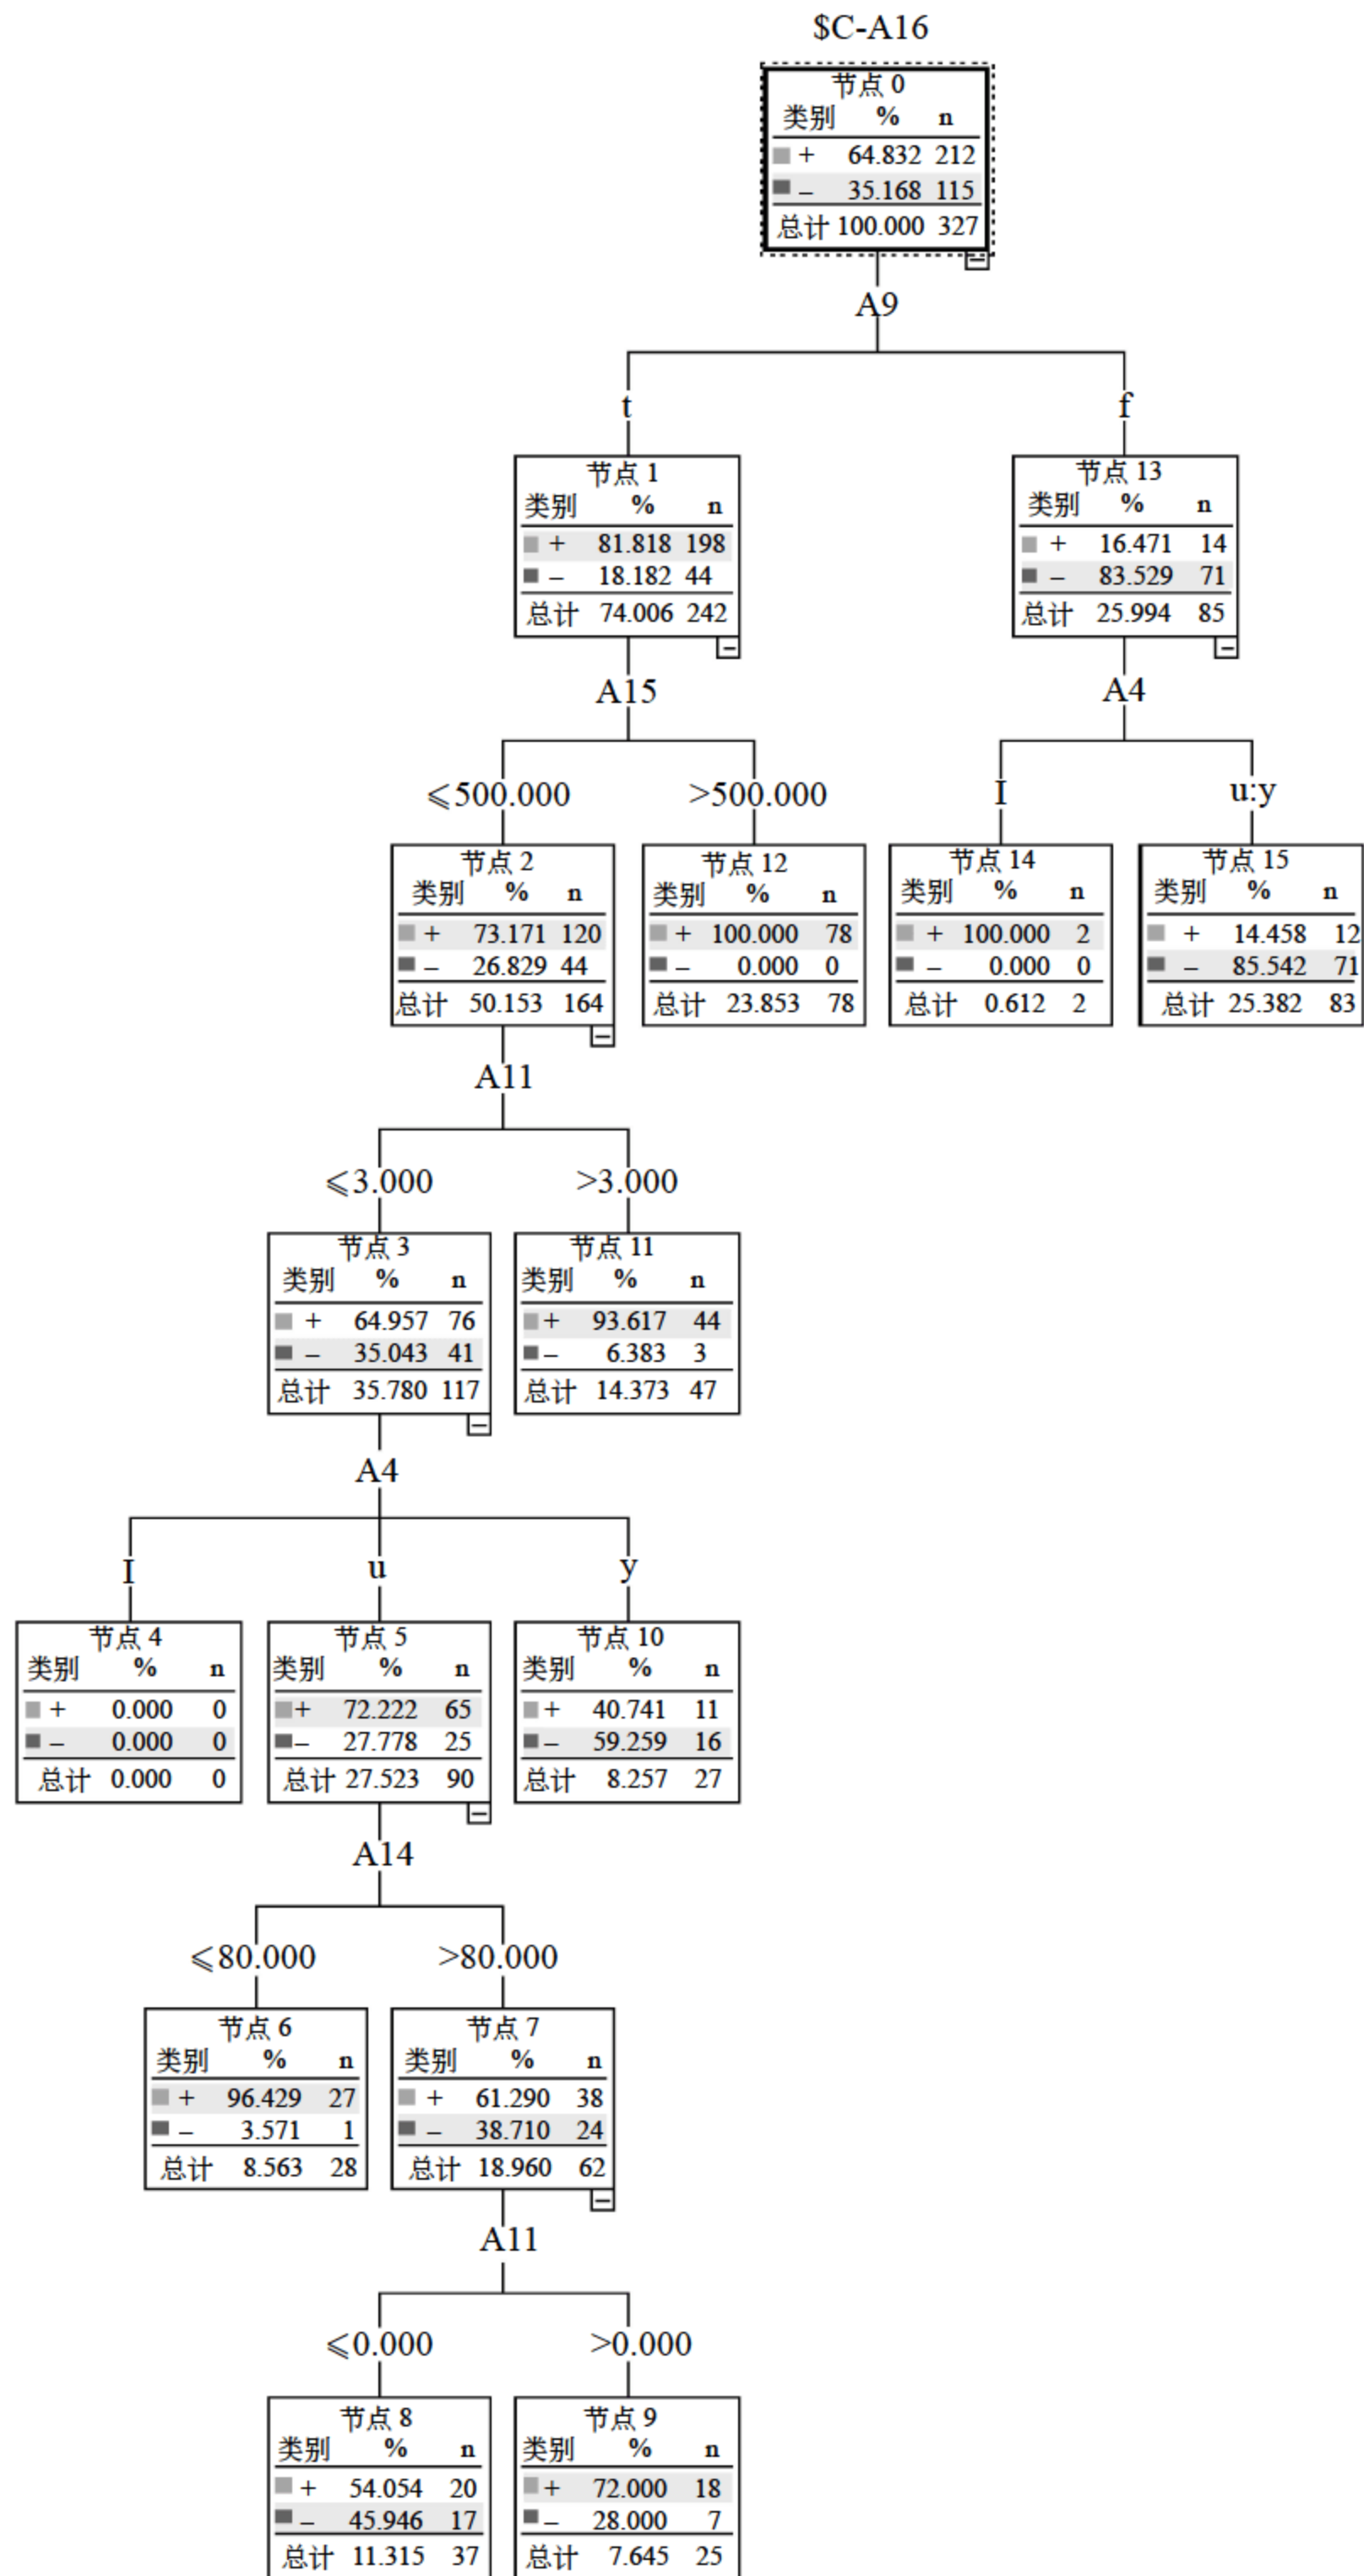 $C-A16
节点 0
类别 % n
+ 64.832 212
– 35.168 115
总计 100.000 327
A9
t
f
节点 1
类别 % n
+ 81.818 198
– 18.182 44
总计 74.006 242
节点 13
类别 % n
+ 16.471 14
– 83.529 71
总计 25.994 85
A15
A4
≤500.000
>500.000
I
u:y
节点 2
类别 % n
+ 73.171 120
– 26.829 44
总计 50.153 164
节点 12
类别 % n
+ 100.000 78
– 0.000 0
总计 23.853 78
节点 14
类别 % n
+ 100.000 2
– 0.000 0
总计 0.612 2
节点 15
类别 % n
+ 14.458 12
– 85.542 71
总计 25.382 83
A11
≤3.000
>3.000
节点 3
类别 % n
+ 64.957 76
– 35.043 41
总计 35.780 117
节点 11
类别 % n
+ 93.617 44
– 6.383 3
总计 14.373 47
A4
I
u
y
节点 4
类别 % n
+ 0.000 0
– 0.000 0
总计 0.000 0
节点 5
类别 % n
+ 72.222 65
– 27.778 25
总计 27.523 90
节点 10
类别 % n
+ 40.741 11
– 59.259 16
总计 8.257 27
A14
≤80.000
>80.000
节点 6
类别 % n
+ 96.429 27
– 3.571 1
总计 8.563 28
节点 7
类别 % n
+ 61.290 38
– 38.710 24
总计 18.960 62
A11
≤0.000
>0.000
节点 8
类别 % n
+ 54.054 20
– 45.946 17
总计 11.315 37
节点 9
类别 % n
+ 72.000 18
– 28.000 7
总计 7.645 25